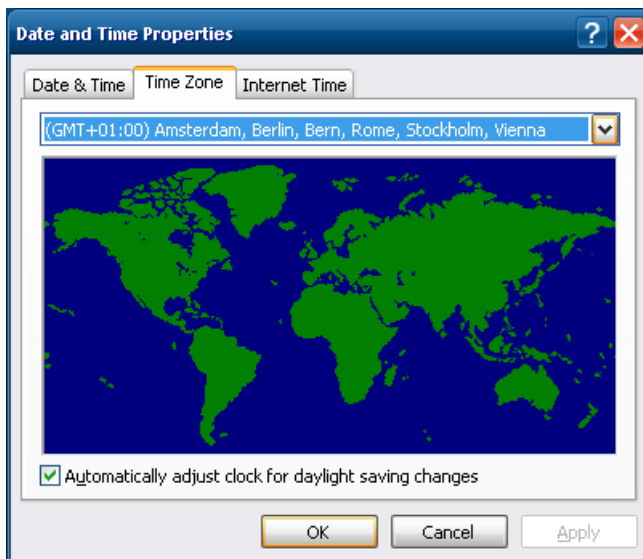 Date and Time Properties
Date & Time Time Zone Internet Time
(GMT+01:00) Amsterdam, Berlin, Bern, Rome, Stockholm, Vienna
Automatically adjust clock for daylight saving changes
OK Cancel Apply